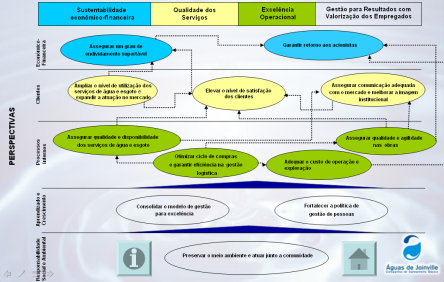 Sustentabilidade
econômico-financeira
Qualidade dos
Serviços
Excelência
Operacional
Gestão para Resultados com
Valorização dos Empregados
PERSPECTIVAS
Econômico-
Financeira
Assegurar um grau de
endividamento suportável
Garantir retorno aos acionistas
Clientes
Ampliar o nível de utilização dos
serviços de água e esgoto e
expandir a atuação no mercado
Elevar o nível de satisfação
dos clientes
Assegurar comunicação adequada
com o mercado e melhorar a imagem
institucional
Processos
Internos
Assegurar qualidade e disponibilidade
dos serviços de água e esgoto
Otimizar ciclo de compras
e garantir eficiência na gestão
logística
Adequar o custo de operação e
exploração
Assegurar qualidade e agilidade
nas obras
Aprendizado e
Crescimento
Consolidar o modelo de gestão
para excelência
Fortalecer a política de
gestão de pessoas
Responsabilidade
Social e Ambiental
Preservar o meio ambiente e atuar junto a comunidade
Águas de Joinville